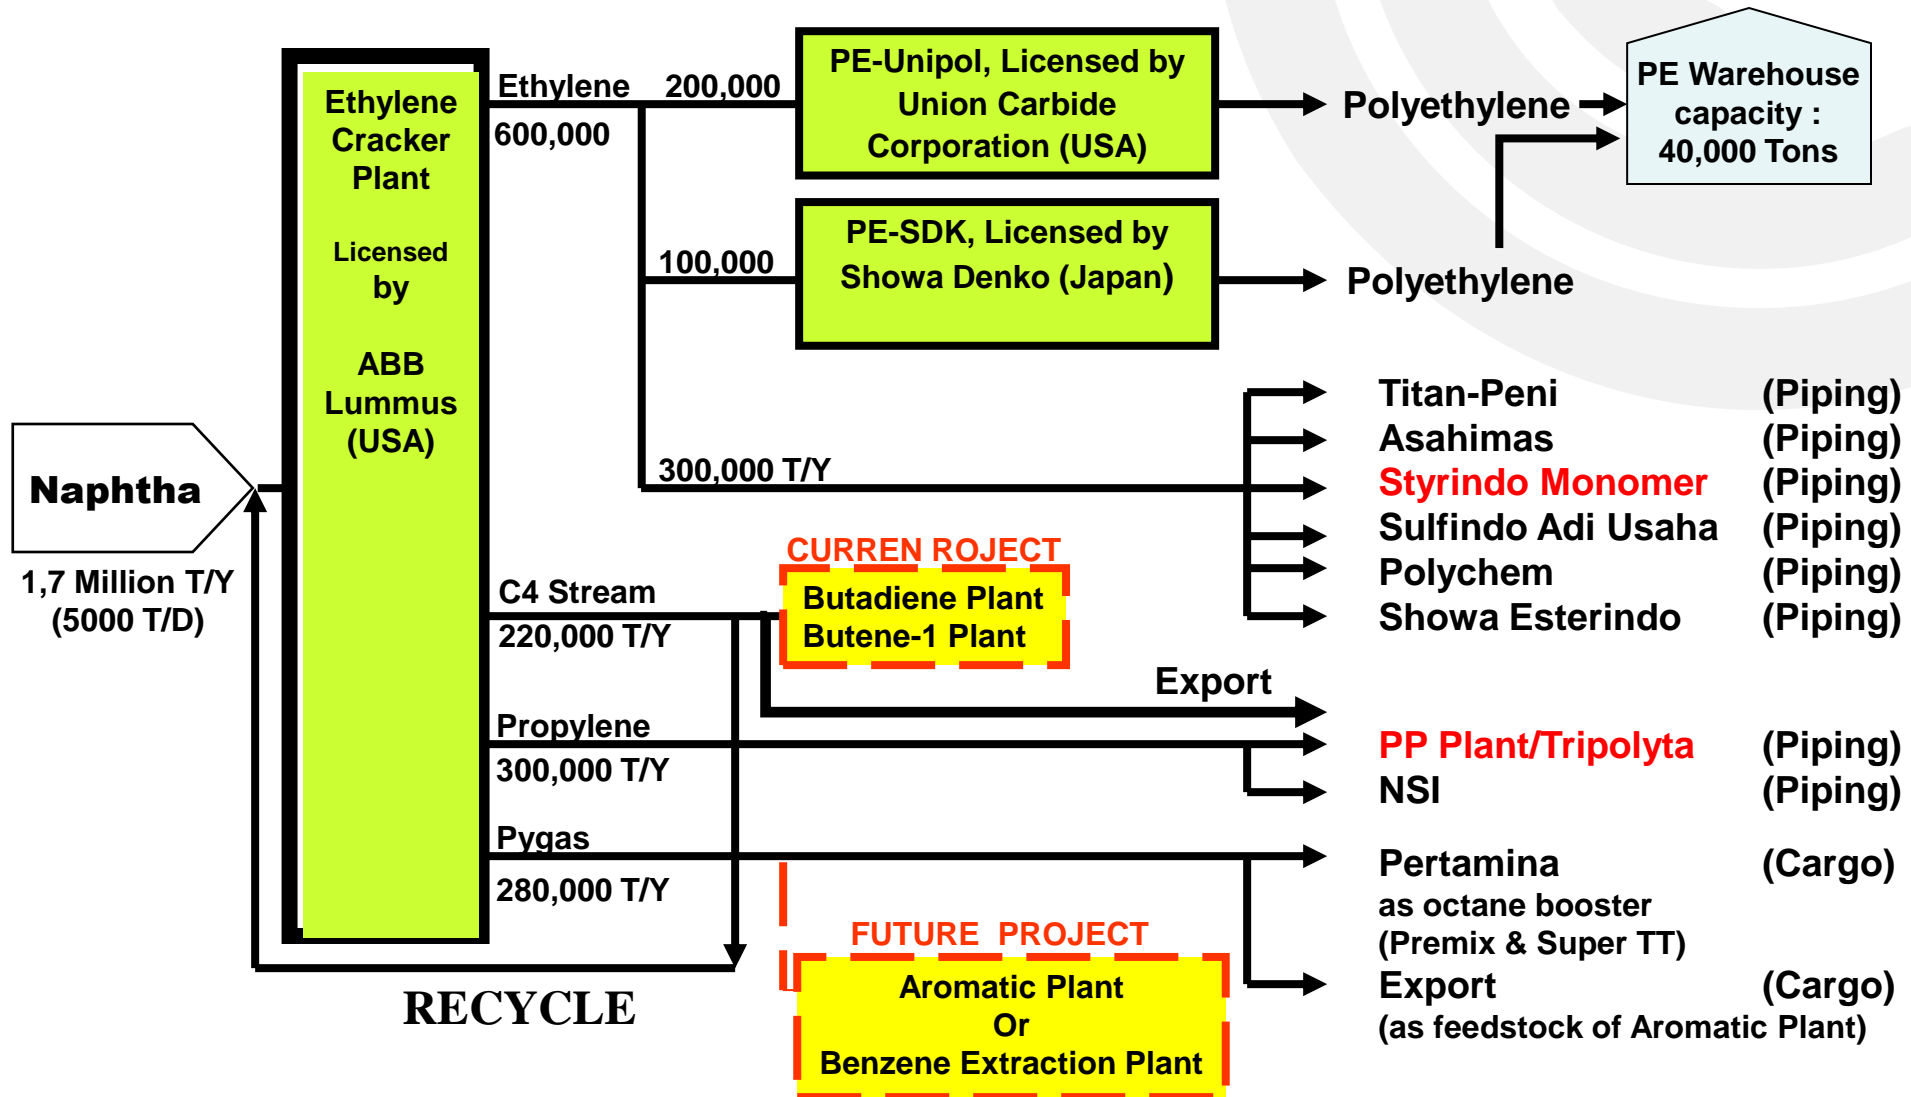 Naphtha
1,7 Million T/Y
(5000 T/D)
Ethylene
Cracker
Plant
Licensed
by
ABB
Lummus
(USA)
Ethylene
600,000
200,000
PE-Unipol, Licensed by
Union Carbide
Corporation (USA)
Polyethylene
PE Warehouse
capacity :
40,000 Tons
100,000
PE-SDK, Licensed by
Showa Denko (Japan)
Polyethylene
300,000 T/Y
Titan-Peni (Piping)
Asahimas (Piping)
Styrindo Monomer (Piping)
Sulfindo Adi Usaha (Piping)
Polychem (Piping)
Showa Esterindo (Piping)
C4 Stream
220,000 T/Y
CURREN ROJECT
Butadiene Plant
Butene-1 Plant
Export
Propylene
300,000 T/Y
PP Plant/Tripolyta (Piping)
NSI (Piping)
Pygas
280,000 T/Y
Pertamina (Cargo)
as octane booster
(Premix & Super TT)
Export (Cargo)
(as feedstock of Aromatic Plant)
FUTURE PROJECT
Aromatic Plant
Or
Benzene Extraction Plant
RECYCLE